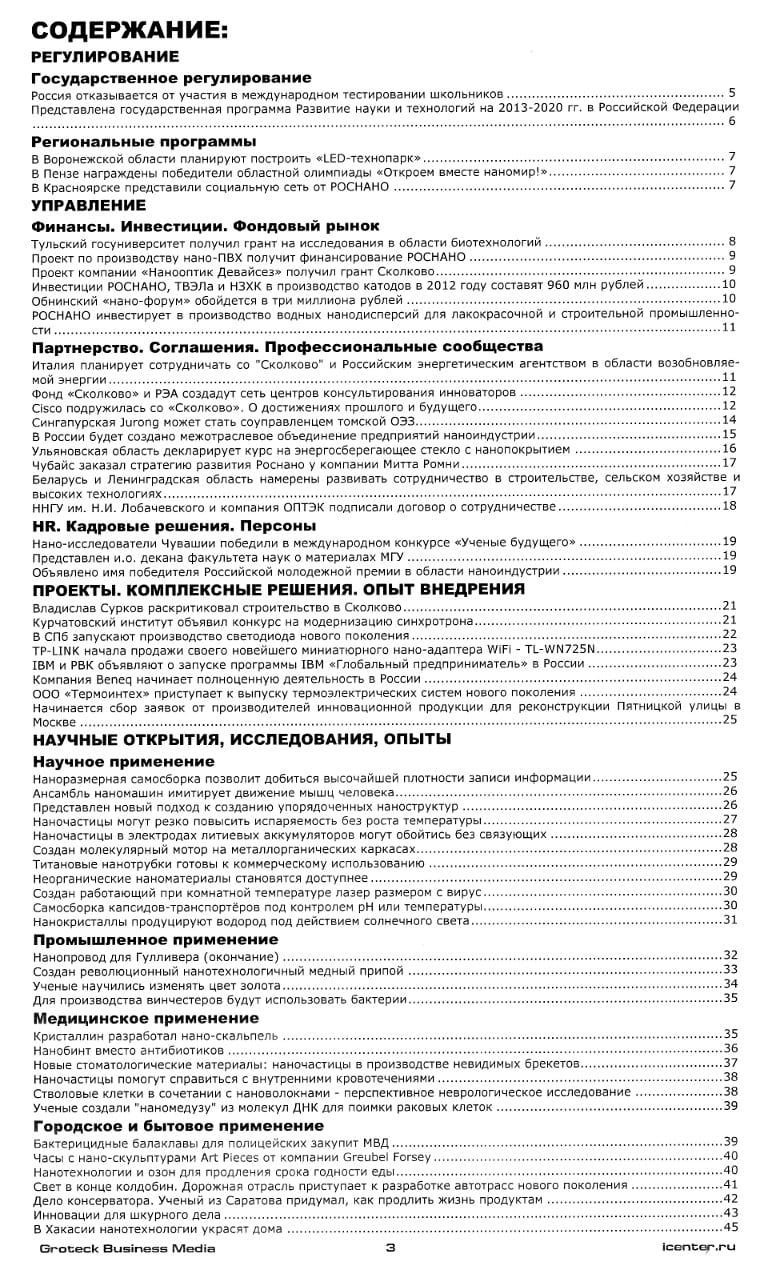 СОДЕРЖАНИЕ:
РЕГУЛИРОВАНИЕ
Государственное регулирование
Россия отказывается от участия в международном тестировании школьников ........ 5
Представлена государственная программа Развитие науки и технологий на 2013-2020 гг. в Российской Федерации
........ 6
Региональные программы
В Воронежской области планируют построить «LED-технопарк» ........ 7
В Пензе награждены победители областной олимпиады «Откроем вместе наномир!» ........ 7
В Красноярске представили социальную сеть от РОСНАНО ........ 7
УПРАВЛЕНИЕ
Финансы. Инвестиции. Фондовый рынок
Тульский госуниверситет получил грант на исследования в области биотехнологий ........ 8
Проект по производству нано-ПВХ получит финансирование РОСНАНО ........ 9
Проект компании «Нанооптик Девайсез» получил грант Сколково ........ 9
Инвестиции РОСНАНО, ТВЭЛа и НЗХК в производство катодов в 2012 году составят 960 млн рублей ........ 10
Обнинский «нано-форум» обойдется в три миллиона рублей ........ 10
РОСНАНО инвестирует в производство водных нанодисперсий для лакокрасочной и строительной промышленно-
сти ........ 11
Партнерство. Соглашения. Профессиональные сообщества
Италия планирует сотрудничать со "Сколково" и Российским энергетическим агентством в области возобновляе-
мой энергии ........ 11
Фонд «Сколково» и РЭА создадут сеть центров консультирования инноваторов ........ 12
Cisco подружилась со «Сколково». О достижениях прошлого и будущего ........ 12
Сингапурская Jurong может стать соуправленцем томской ОЭЗ ........ 14
В России будет создано межотраслевое объединение предприятий наноиндустрии ........ 15
Ульяновская область декларирует курс на энергосберегающее стекло с нанопокрытием ........ 16
Чубайс заказал стратегию развития Роснано у компании Митта Ромни ........ 17
Беларусь и Ленинградская область намерены развивать сотрудничество в строительстве, сельском хозяйстве и
высоких технологиях ........ 17
ННГУ им. Н.И. Лобачевского и компания ОПТЭК подписали договор о сотрудничестве ........ 18
HR. Кадровые решения. Персоны
Нано-исследователи Чувашии победили в международном конкурсе «Ученые будущего» ........ 19
Представлен и.о. декана факультета наук о материалах МГУ ........ 19
Объявлено имя победителя Российской молодежной премии в области наноиндустрии ........ 19
ПРОЕКТЫ. КОМПЛЕКСНЫЕ РЕШЕНИЯ. ОПЫТ ВНЕДРЕНИЯ
Владислав Сурков раскритиковал строительство в Сколково ........ 21
Курчатовский институт объявил конкурс на модернизацию синхротрона ........ 21
В СПб запускают производство светодиода нового поколения ........ 22
TP-LINK начала продажи своего новейшего миниатюрного нано-адаптера WiFi - TL-WN725N ........ 23
IBM и РВК объявляют о запуске программы IBM «Глобальный предприниматель» в России ........ 23
Компания Beneq начинает полноценную деятельность в России ........ 24
ООО «Термоинтех» приступает к выпуску термоэлектрических систем нового поколения ........ 24
Начинается сбор заявок от производителей инновационной продукции для реконструкции Пятницкой улицы в
Москве ........ 25
НАУЧНЫЕ ОТКРЫТИЯ, ИССЛЕДОВАНИЯ, ОПЫТЫ
Научное применение
Наноразмерная самосборка позволит добиться высочайшей плотности записи информации ........ 25
Ансамбль наномашин имитирует движение мышц человека ........ 26
Представлен новый подход к созданию упорядоченных наноструктур ........ 26
Наночастицы могут резко повысить испаряемость без роста температуры ........ 27
Наночастицы в электродах литиевых аккумуляторов могут обойтись без связующих ........ 28
Создан молекулярный мотор на металлорганических каркасах ........ 28
Титановые нанотрубки готовы к коммерческому использованию ........ 29
Неорганические наноматериалы становятся доступнее ........ 29
Создан работающий при комнатной температуре лазер размером с вирус ........ 30
Самосборка капсидов-транспортёров под контролем pH или температуры ........ 30
Нанокристаллы продуцируют водород под действием солнечного света ........ 31
Промышленное применение
Нанопровод для Гулливера (окончание) ........ 32
Создан революционный нанотехнологичный медный припой ........ 33
Ученые научились изменять цвет золота ........ 34
Для производства винчестеров будут использовать бактерии ........ 35
Медицинское применение
Кристаллин разработал нано-скальпель ........ 35
Нанобинт вместо антибиотиков ........ 36
Новые стоматологические материалы: наночастицы в производстве невидимых брекетов ........ 37
Наночастицы помогут справиться с внутренними кровотечениями ........ 38
Стволовые клетки в сочетании с нановолокнами - перспективное неврологическое исследование ........ 38
Ученые создали "наномедузу" из молекул ДНК для поимки раковых клеток ........ 39
Городское и бытовое применение
Бактерицидные балаклавы для полицейских закупит МВД ........ 39
Часы с нано-скульптурами Art Pieces от компании Greubel Forsey ........ 40
Нанотехнологии и озон для продления срока годности еды ........ 40
Свет в конце колдобин. Дорожная отрасль приступает к разработке автотрасс нового поколения ........ 41
Дело консерватора. Ученый из Саратова придумал, как продлить жизнь продуктам ........ 42
Инновации для шкурного дела ........ 43
В Хакасии нанотехнологии украсят дома ........ 45
Groteck Business Media 3 icenter.ru